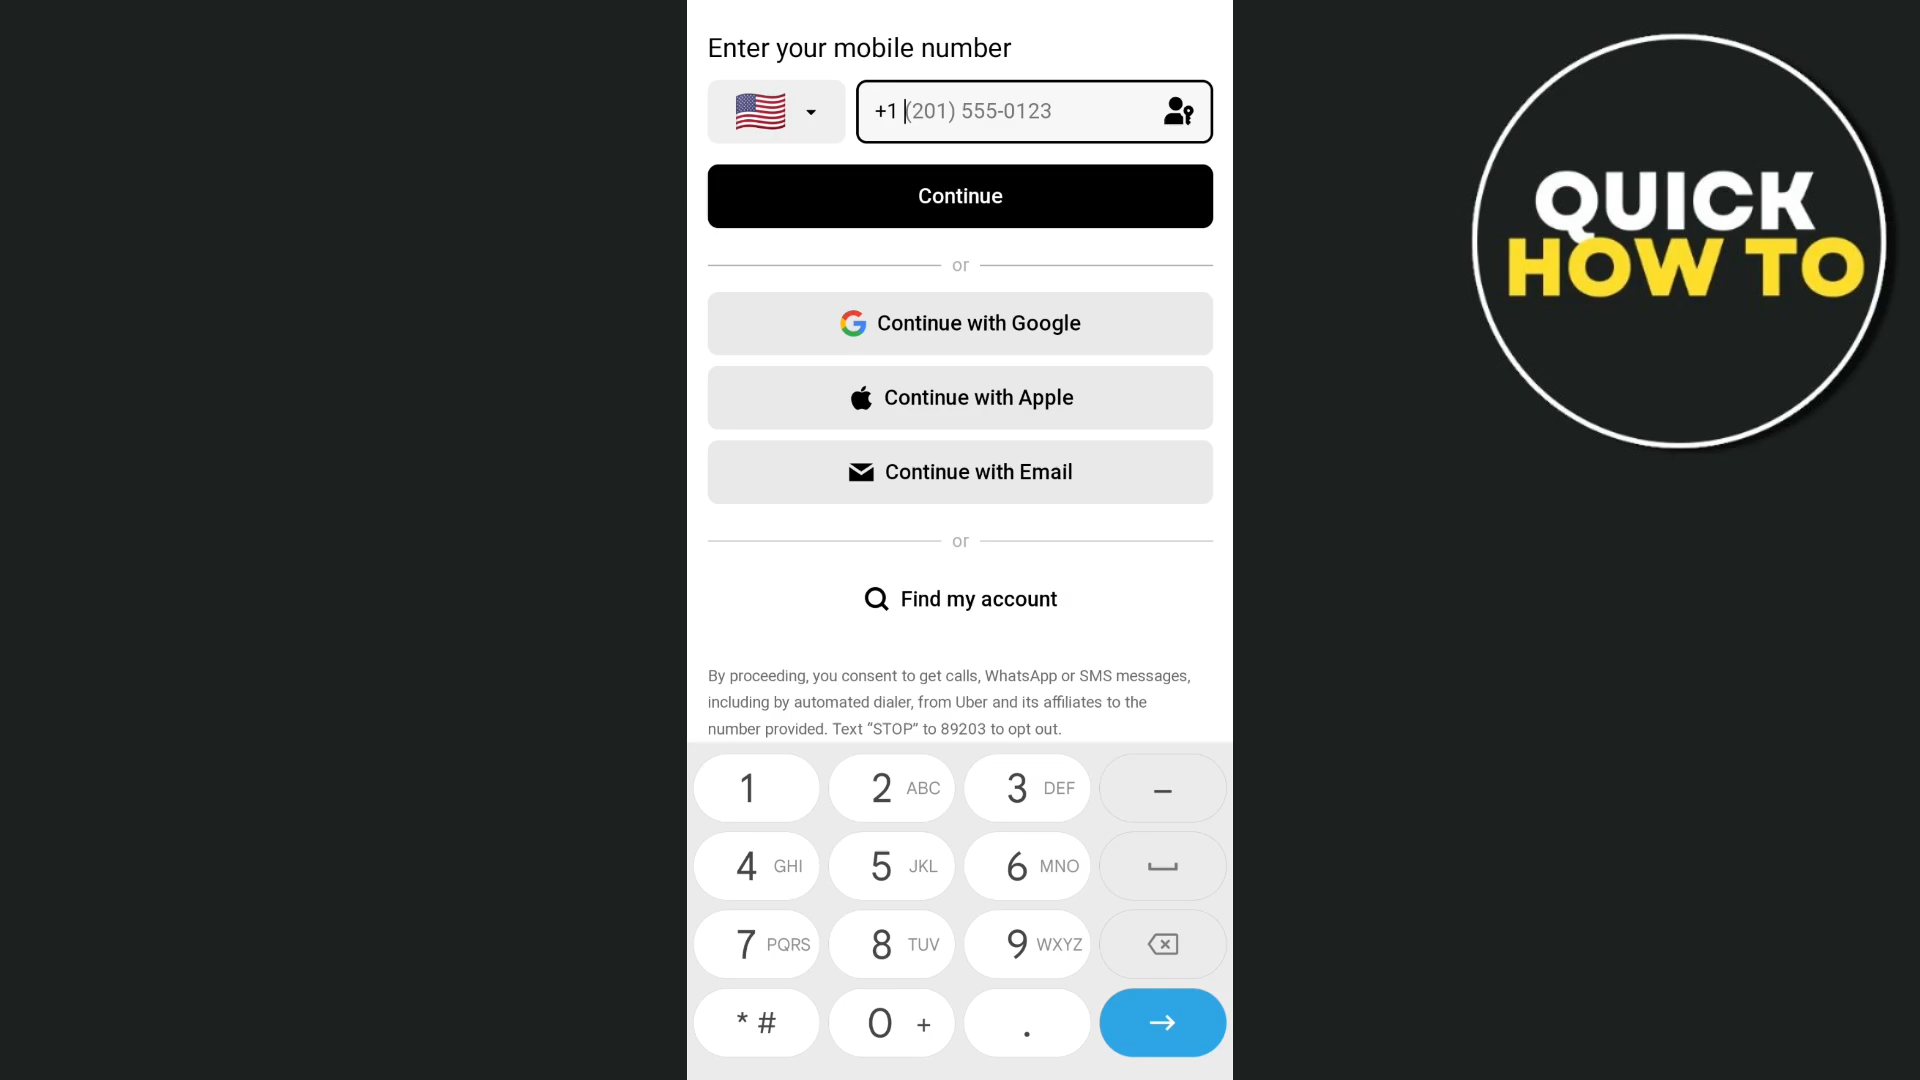 Enter your mobile number
+1 (201) 555-0123
Continue
or
Continue with Google
Continue with Apple
Continue with Email
or
Find my account
By proceeding, you consent to get calls, WhatsApp or SMS messages,
including by automated dialer, from Uber and its affiliates to the
number provided. Text “STOP” to 89203 to opt out.
1 2 ABC 3 DEF –
4 GHI 5 JKL 6 MNO
7 PQRS 8 TUV 9 WXYZ
* # 0 + .
QUICK
HOW TO